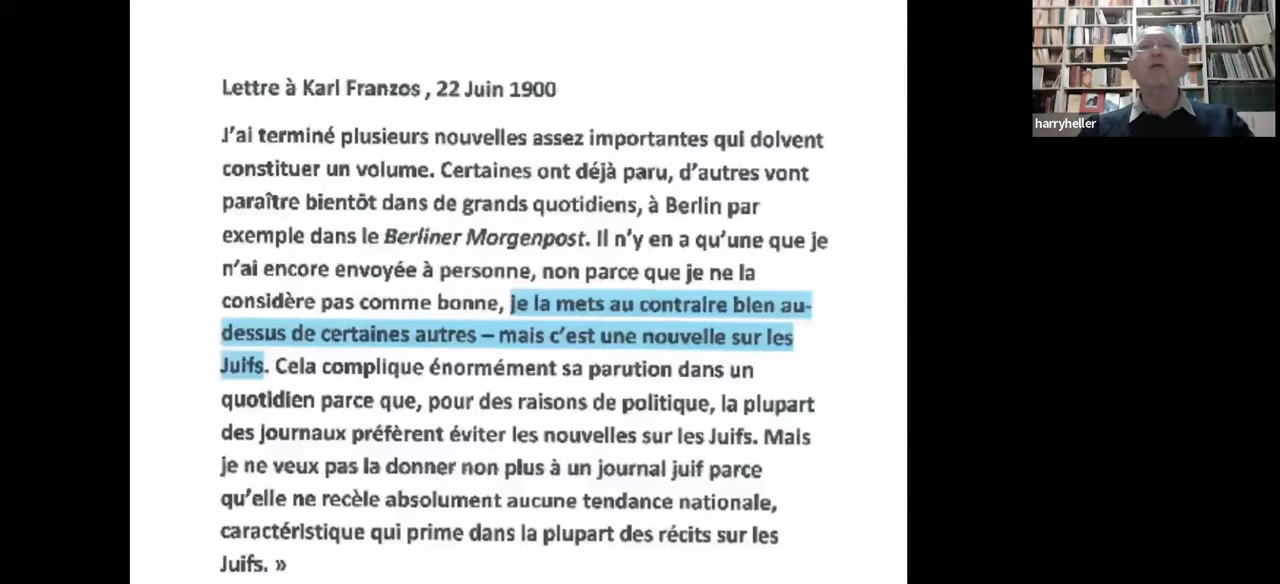 Lettre à Karl Franzos , 22 Juin 1900
J'ai terminé plusieurs nouvelles assez importantes qui doivent
constituer un volume. Certaines ont déjà paru, d'autres vont
paraître bientôt dans de grands quotidiens, à Berlin par
exemple dans le Berliner Morgenpost. Il n'y en a qu'une que je
n'ai encore envoyée à personne, non parce que je ne la
considère pas comme bonne, je la mets au contraire bien au-
dessus de certaines autres – mais c'est une nouvelle sur les
Juifs. Cela complique énormément sa parution dans un
quotidien parce que, pour des raisons de politique, la plupart
des journaux préfèrent éviter les nouvelles sur les Juifs. Mais
je ne veux pas la donner non plus à un journal juif parce
qu'elle ne recèle absolument aucune tendance nationale,
caractéristique qui prime dans la plupart des récits sur les
Juifs. »
harryheller